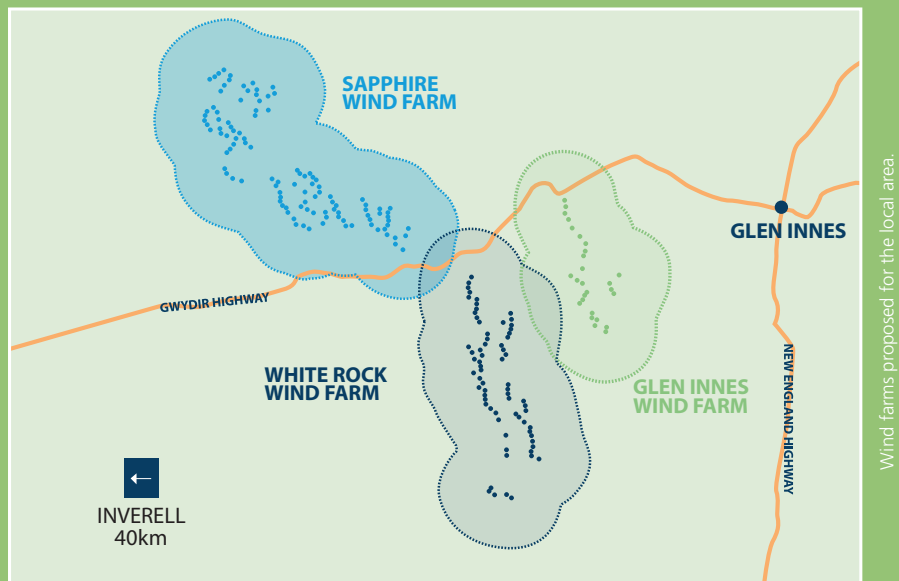 SAPPHIRE
WIND FARM
GLEN INNES
GWYDIR HIGHWAY
WHITE ROCK
WIND FARM
GLEN INNES
WIND FARM
NEW ENGLAND HIGHWAY
←
INVERELL
40km
Wind farms proposed for the local area.